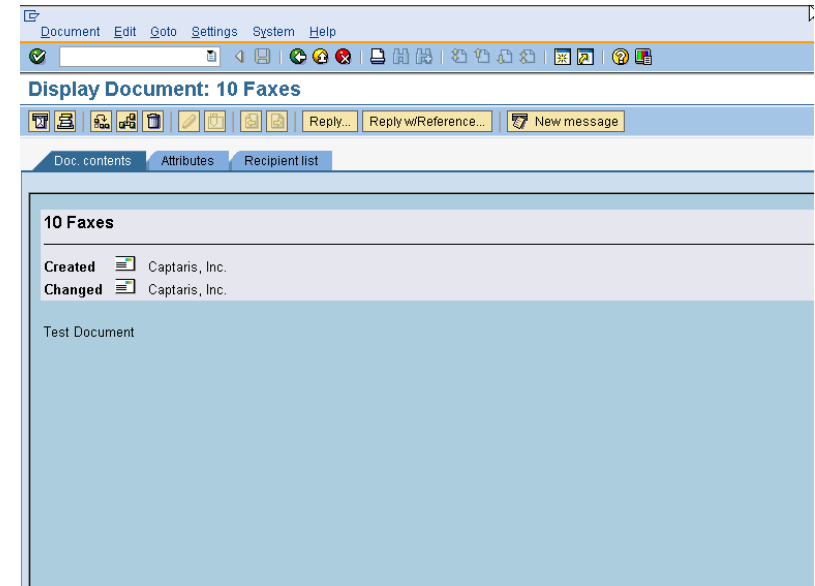 Document Edit Goto Settings System Help
Display Document: 10 Faxes
Reply... Reply w/Reference... New message
Doc. contents Attributes Recipient list
10 Faxes
Created Captaris, Inc.
Changed Captaris, Inc.
Test Document